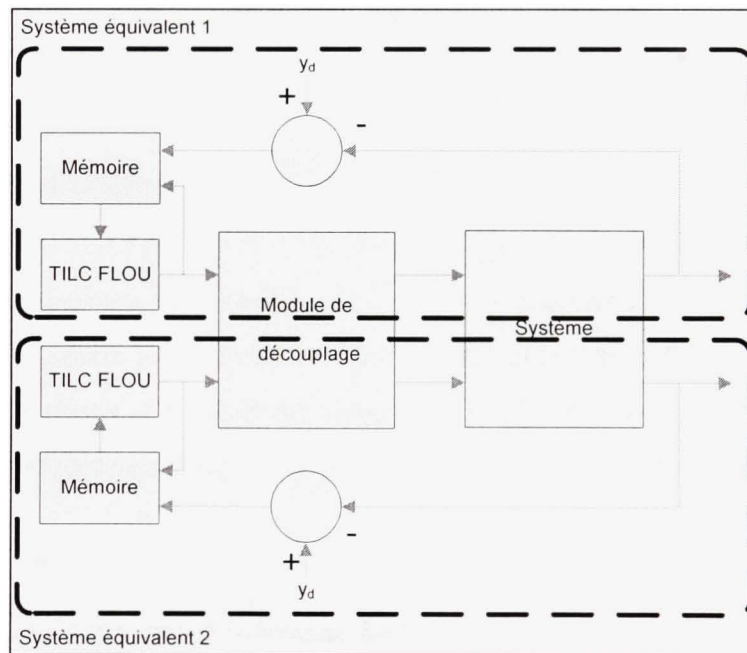 Système équivalent 1
y_d
+
-
Mémoire
TILC FLOU
Module de
découplage
Système
TILC FLOU
Mémoire
-
+
y_d
Système équivalent 2